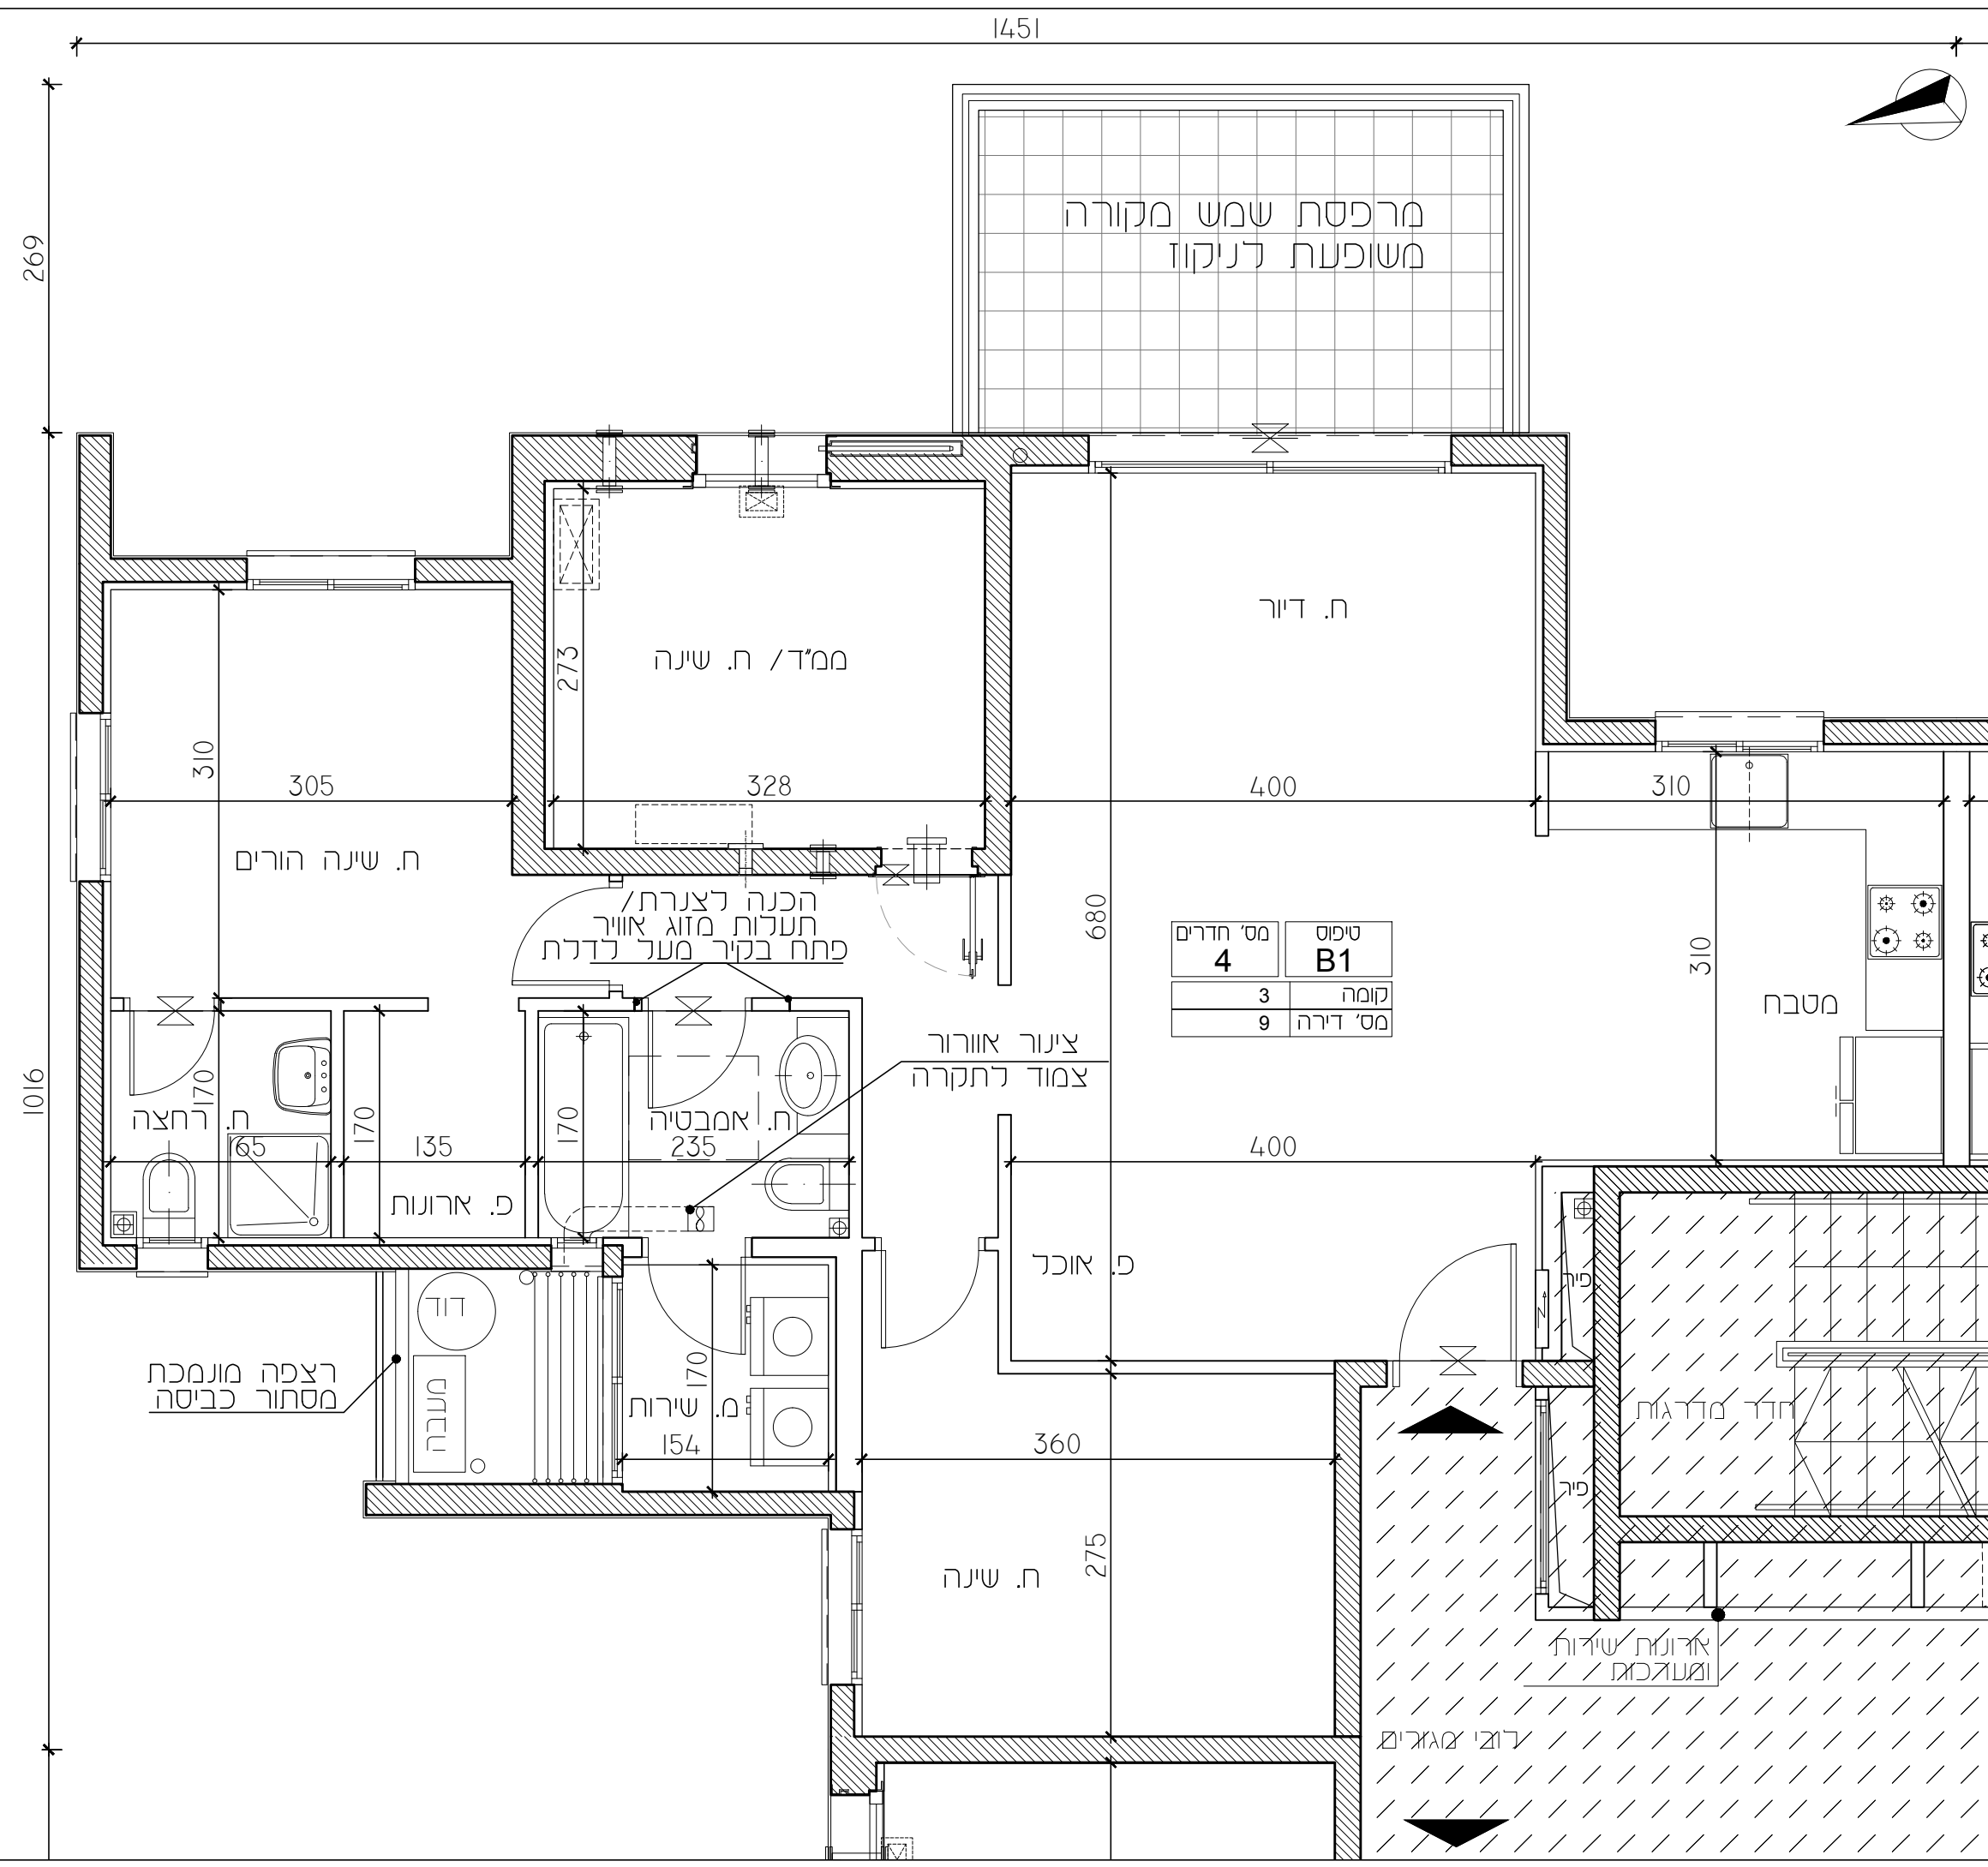 1451
269
מרפסת שמש מקורה
משופעת לניקוז
ח. דיור
ממ"ד/ ח. שינה
273
310
305
328
400
310
ח. שינה הורים
הכנה לצנרת/
תעלות מזוג אוויר
פתח בקיר מעל לדלת
680
טיפוס
B1
מס' חדרים
4
קומה
3
מס' דירה
9
310
מטבח
צינור אוורור
צמוד לתקרה
1016
170
ח. רחצה
165
170
135
170
ח. אמבטיה
235
400
פ. ארונות
פ. אוכל
דוד
מעבה
רצפה מונמכת
מסתור כביסה
170
מ. שירות
154
360
פיר
חדר מדרגות
פיר
275
ח. שינה
ארונות שירות
ומערכות
לובי מגורים